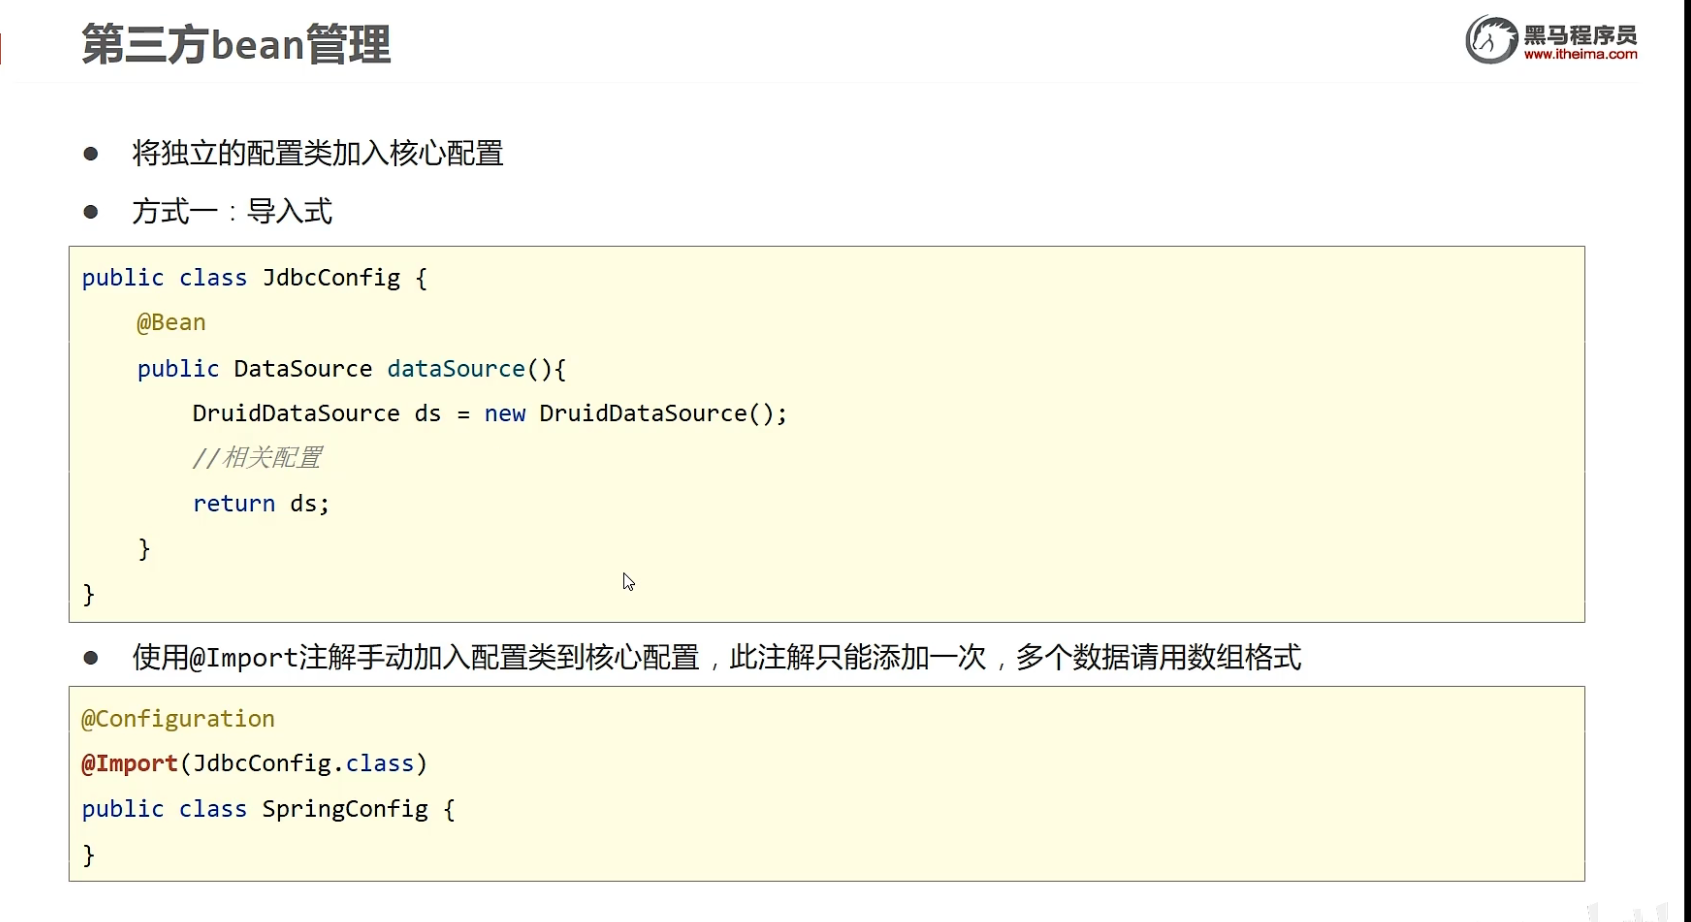 第三方bean管理
黑马程序员
www.itheima.com
● 将独立的配置类加入核心配置
● 方式一：导入式
public class JdbcConfig {
    @Bean
    public DataSource dataSource(){
        DruidDataSource ds = new DruidDataSource();
        //相关配置
        return ds;
    }
}
● 使用@Import注解手动加入配置类到核心配置，此注解只能添加一次，多个数据请用数组格式
@Configuration
@Import(JdbcConfig.class)
public class SpringConfig {
}